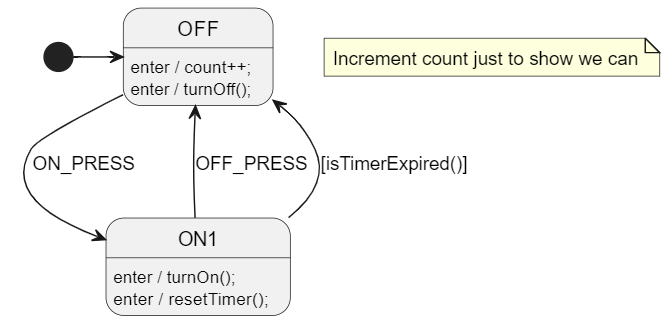 OFF
enter / count++;
enter / turnOff();
Increment count just to show we can
ON_PRESS
OFF_PRESS
[isTimerExpired()]
ON1
enter / turnOn();
enter / resetTimer();